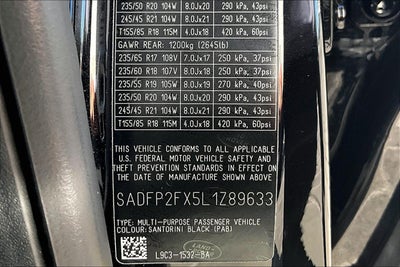 235/50 R20 104W 8.0Jx20 290 kPa, 43psi
245/45 R21 104W 8.0Jx21 290 kPa, 43psi
T155/85 R18 115M 4.0Jx18 420 kPa, 60psi
GAWR REAR: 1200kg (2645lb)
235/65 R17 108V 7.0Jx17 250 kPa, 37psi
235/60 R18 107W 8.0Jx18 250 kPa, 37psi
235/55 R19 105W 8.0Jx19 270 kPa, 40psi
235/50 R20 104W 8.0Jx20 290 kPa, 43psi
245/45 R21 104W 8.0Jx21 290 kPa, 43psi
T155/85 R18 115M 4.0Jx18 420 kPa, 60psi
THIS VEHICLE CONFORMS TO ALL APPLICABLE
U.S. FEDERAL MOTOR VEHICLE SAFETY AND
THEFT PREVENTION STANDARDS IN EFFECT ON
THE DATE OF MANUFACTURE SHOWN ABOVE.
SADFP2FX5L1Z89633
TYPE: MULTI-PURPOSE PASSENGER VEHICLE
COLOUR: SANTORINI BLACK (PAB)
L9C3-1532-BA